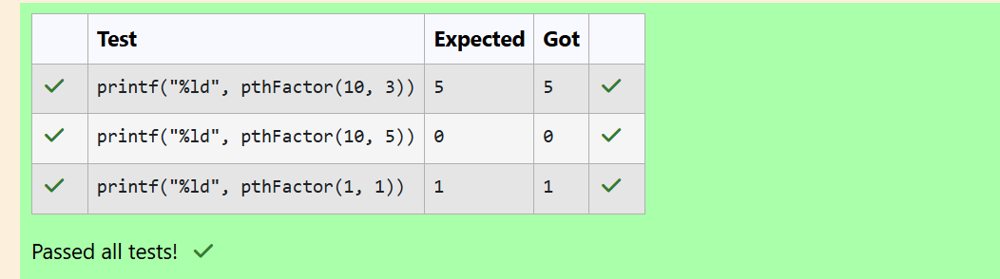 Test Expected Got
printf("%ld", pthFactor(10, 3)) 5 5
printf("%ld", pthFactor(10, 5)) 0 0
printf("%ld", pthFactor(1, 1)) 1 1
Passed all tests!